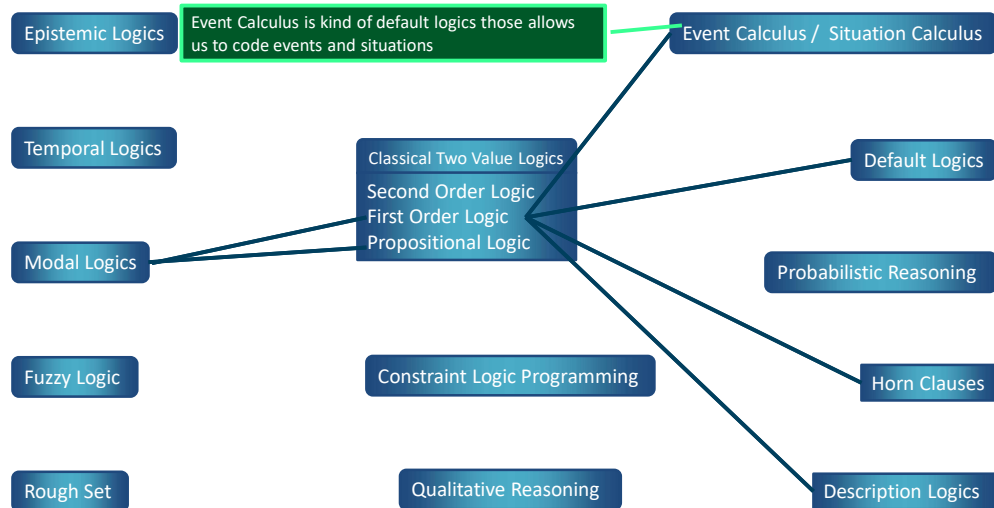 Epistemic Logics
Event Calculus is kind of default logics those allows
us to code events and situations
Event Calculus / Situation Calculus
Temporal Logics
Classical Two Value Logics
Second Order Logic
First Order Logic
Propositional Logic
Default Logics
Modal Logics
Probabilistic Reasoning
Fuzzy Logic
Constraint Logic Programming
Horn Clauses
Rough Set
Qualitative Reasoning
Description Logics